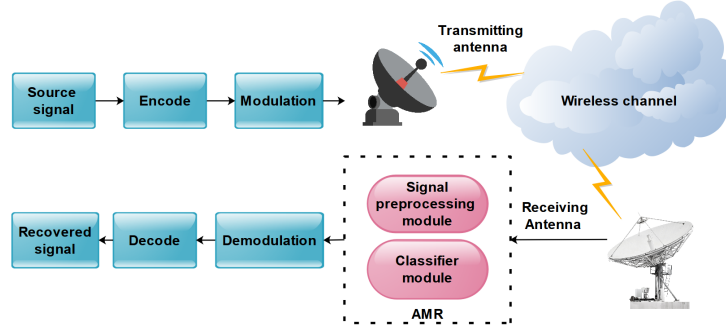 Transmitting
antenna
Source
signal
Encode
Modulation
Wireless channel
Signal
preprocessing
module
Receiving
Antenna
Recovered
signal
Decode
Demodulation
Classifier
module
AMR